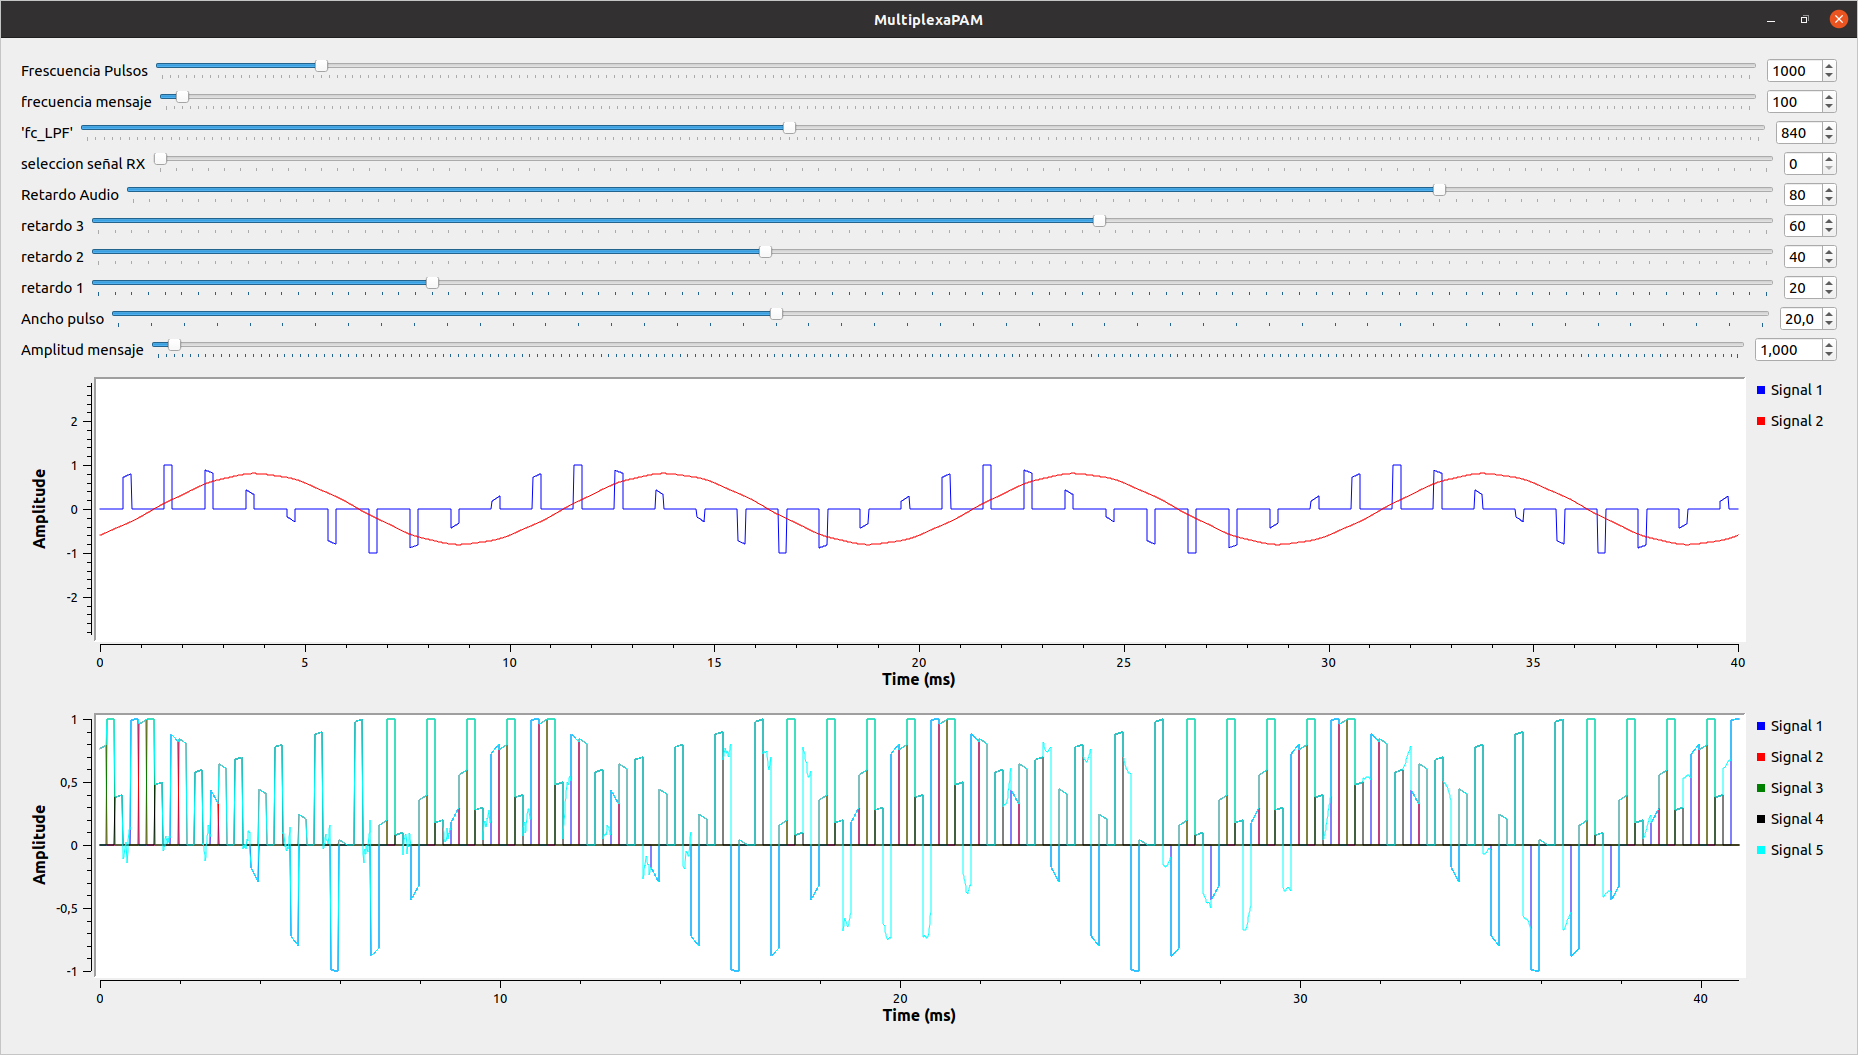 MultiplexaPAM
Frescuencia Pulsos 1000
frecuencia mensaje 100
'fc_LPF' 840
seleccion señal RX 0
Retardo Audio 80
retardo 3 60
retardo 2 40
retardo 1 20
Ancho pulso 20,0
Amplitud mensaje 1,000
Signal 1
Signal 2
Amplitude
2
1
0
-1
-2
0 5 10 15 20 25 30 35 40
Time (ms)
Signal 1
Signal 2
Signal 3
Signal 4
Signal 5
Amplitude
1
0,5
0
-0,5
-1
0 10 20 30 40
Time (ms)